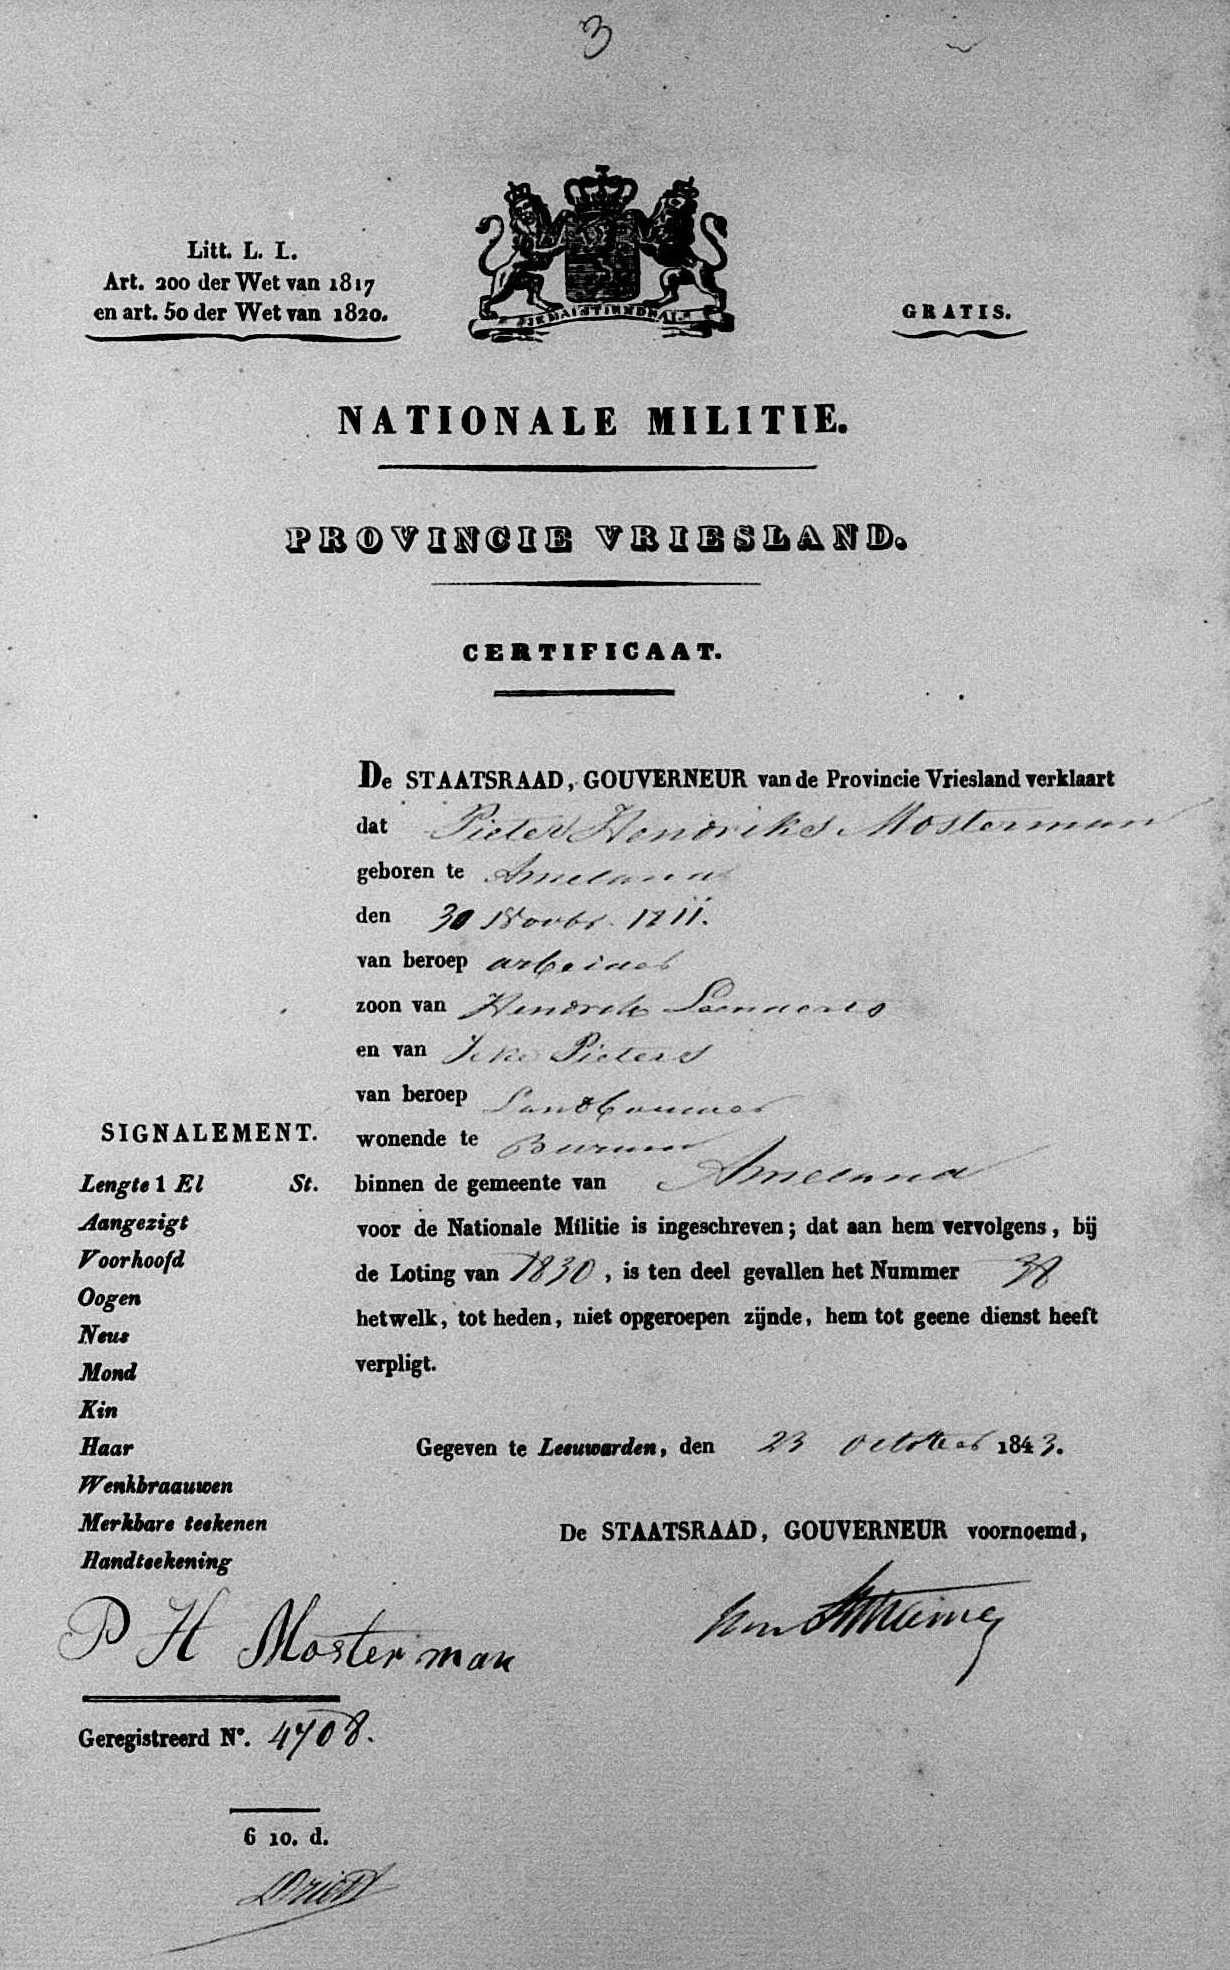 3
Litt. L. L.
Art. 200 der Wet van 1817
en art. 50 der Wet van 1820.
GRATIS.
NATIONALE MILITIE.
PROVINCIE VRIESLAND.
CERTIFICAAT.
De STAATSRAAD, GOUVERNEUR van de Provincie Vriesland verklaart
dat Pieter Hendriks Mosterman
geboren te Ameland
den 30 Novbr. 1811.
van beroep arbeider
zoon van Hendrik Leenderts
en van Pieters
van beroep Landbouwer
wonende te Buren
binnen de gemeente van Ameland
voor de Nationale Militie is ingeschreven; dat aan hem vervolgens, bij
de Loting van 1830, is ten deel gevallen het Nummer 38
hetwelk, tot heden, niet opgeroepen zijnde, hem tot geene dienst heeft
verpligt.
Gegeven te Leeuwarden, den 23 october 1843.
De STAATSRAAD, GOUVERNEUR voornoemd,
SIGNALEMENT.
Lengte 1 El St.
Aangezigt
Voorhoofd
Oogen
Neus
Mond
Kin
Haar
Wenkbraauwen
Merkbare teekenen
Handteekening
P H Mosterman
Geregistreerd N°. 4708.
6 10. d.